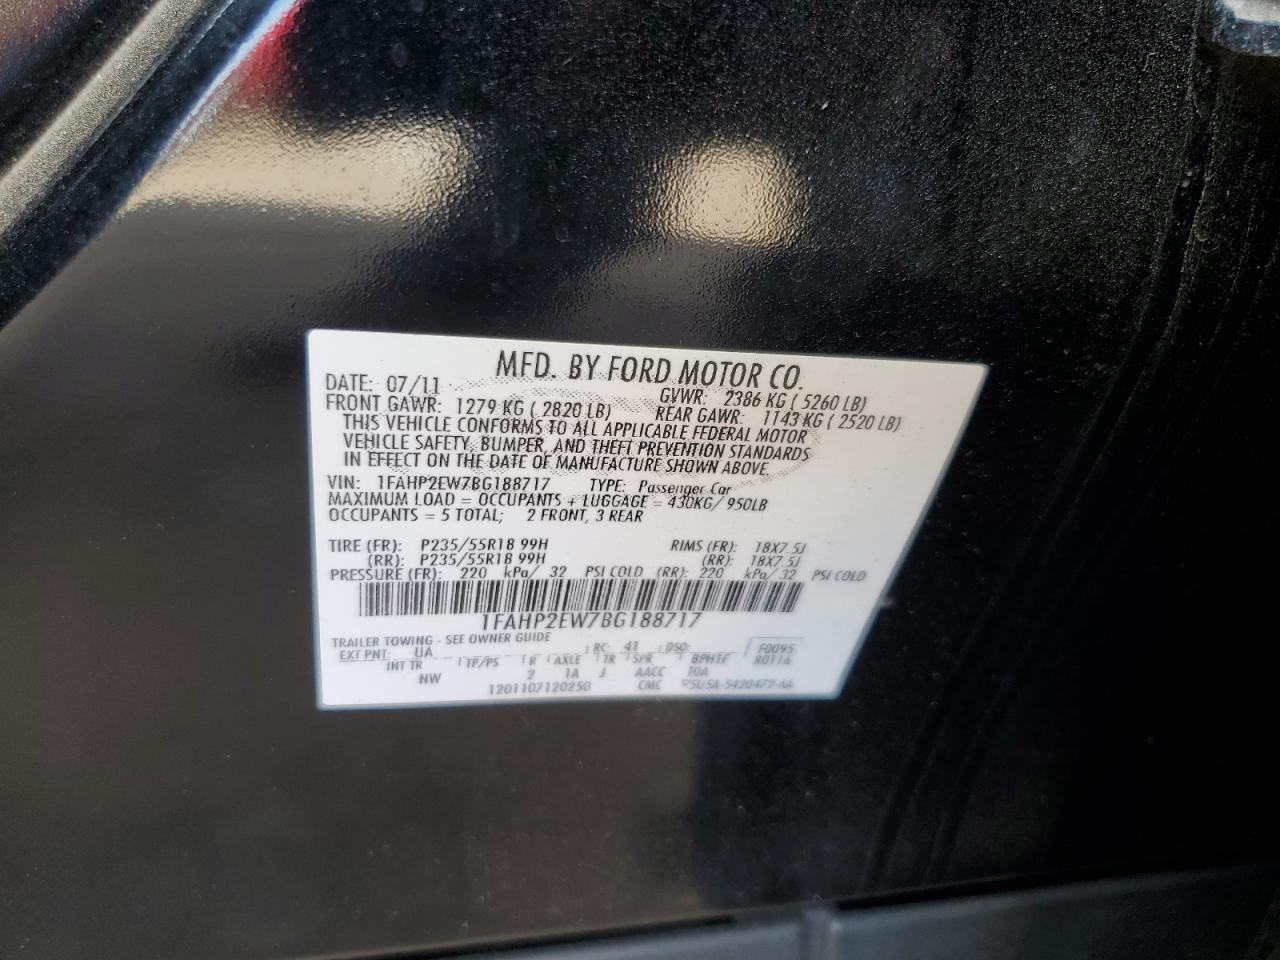 MFD. BY FORD MOTOR CO.
DATE: 07/11 GVWR: 2386 KG ( 5260 LB)
FRONT GAWR: 1279 KG ( 2820 LB) REAR GAWR: 1143 KG ( 2520 LB)
THIS VEHICLE CONFORMS TO ALL APPLICABLE FEDERAL MOTOR
VEHICLE SAFETY, BUMPER, AND THEFT PREVENTION STANDARDS
IN EFFECT ON THE DATE OF MANUFACTURE SHOWN ABOVE.
VIN: 1FAHP2EW7BG188717 TYPE: Passenger Car
MAXIMUM LOAD = OCCUPANTS + LUGGAGE = 430KG/ 950LB
OCCUPANTS = 5 TOTAL; 2 FRONT, 3 REAR
TIRE (FR): P235/55R18 99H RIMS (FR): 18X7.5J
(RR): P235/55R18 99H (RR): 18X7.5J
PRESSURE (FR): 220 kPa/ 32 PSI COLD (RR): 220 kPa/ 32 PSI COLD
1FAHP2EW7BG188717
TRAILER TOWING - SEE OWNER GUIDE
EXT PNT: UA RC: 41 DSO: F0095
INT TR TP/PS R AXLE TR SPR R0116
NW 2 1A J AACC
1201107120250 CMC